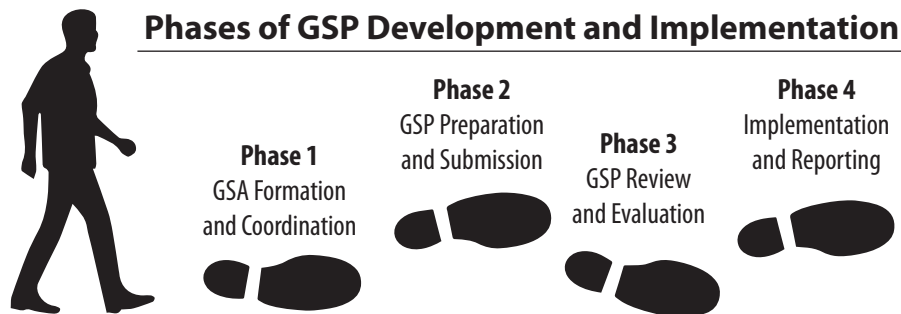 Phases of GSP Development and Implementation
Phase 1
GSA Formation
and Coordination
Phase 2
GSP Preparation
and Submission
Phase 3
GSP Review
and Evaluation
Phase 4
Implementation
and Reporting